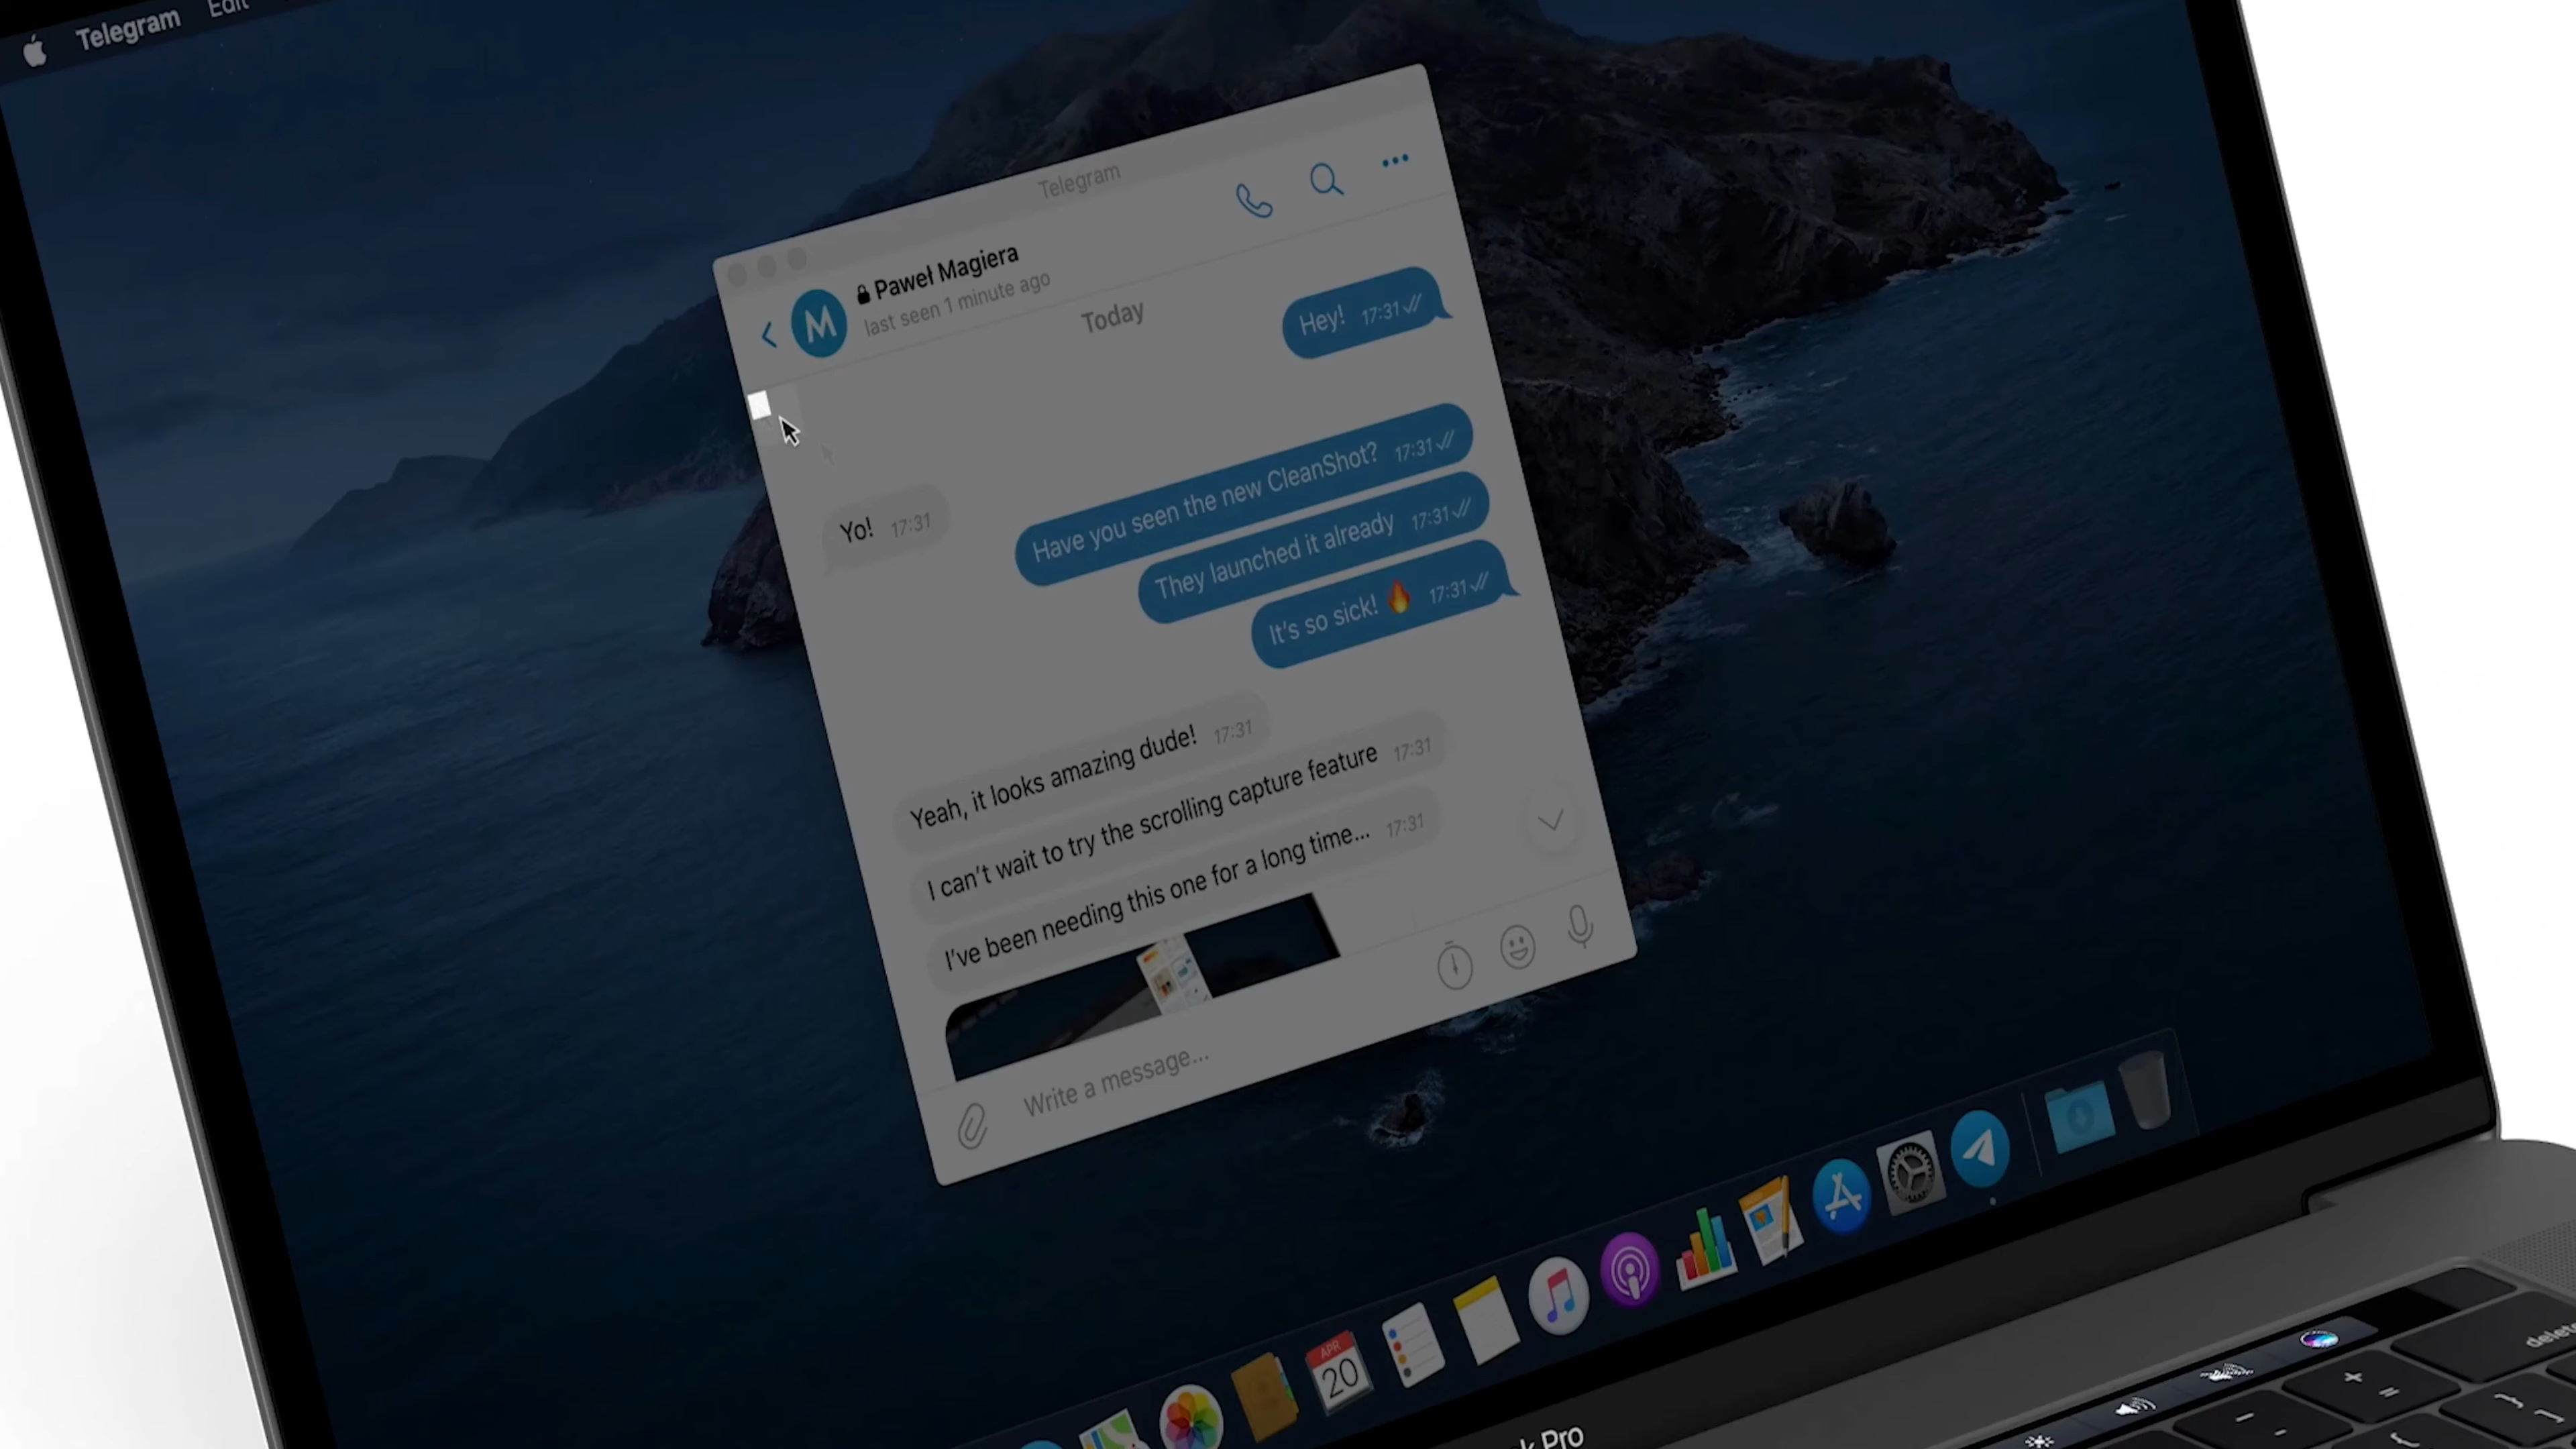 Telegram Edit
Telegram
Paweł Magiera
last seen 1 minute ago
M
Today
Hey! 17:31
Yo! 17:31
Have you seen the new CleanShot? 17:31
They launched it already 17:31
It's so sick! 🔥 17:31
Yeah, it looks amazing dude! 17:31
I can't wait to try the scrolling capture feature 17:31
I've been needing this one for a long time... 17:31
Write a message...
APR
20
k Pro
delete
+
=
-